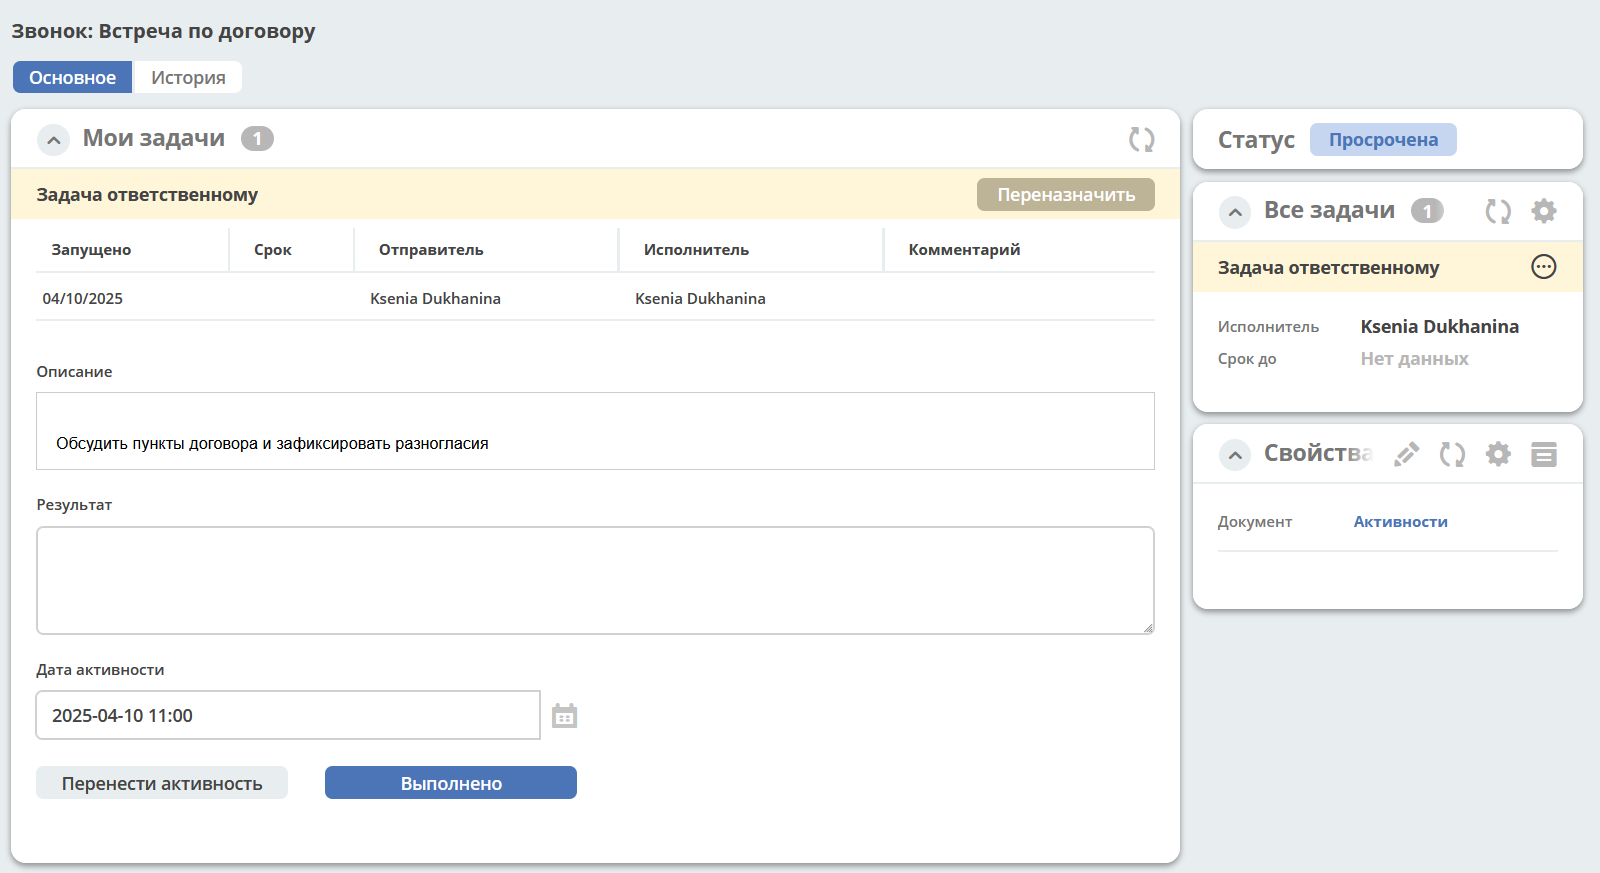 Звонок: Встреча по договору
Основное История
Мои задачи 1
Задача ответственному Переназначить
Запущено Срок Отправитель Исполнитель Комментарий
04/10/2025 Ksenia Dukhanina Ksenia Dukhanina
Описание
Обсудить пункты договора и зафиксировать разногласия
Результат
Дата активности
2025-04-10 11:00
Перенести активность Выполнено
Статус Просрочена
Все задачи 1
Задача ответственному
Исполнитель Ksenia Dukhanina
Срок до Нет данных
Свойства
Документ Активности